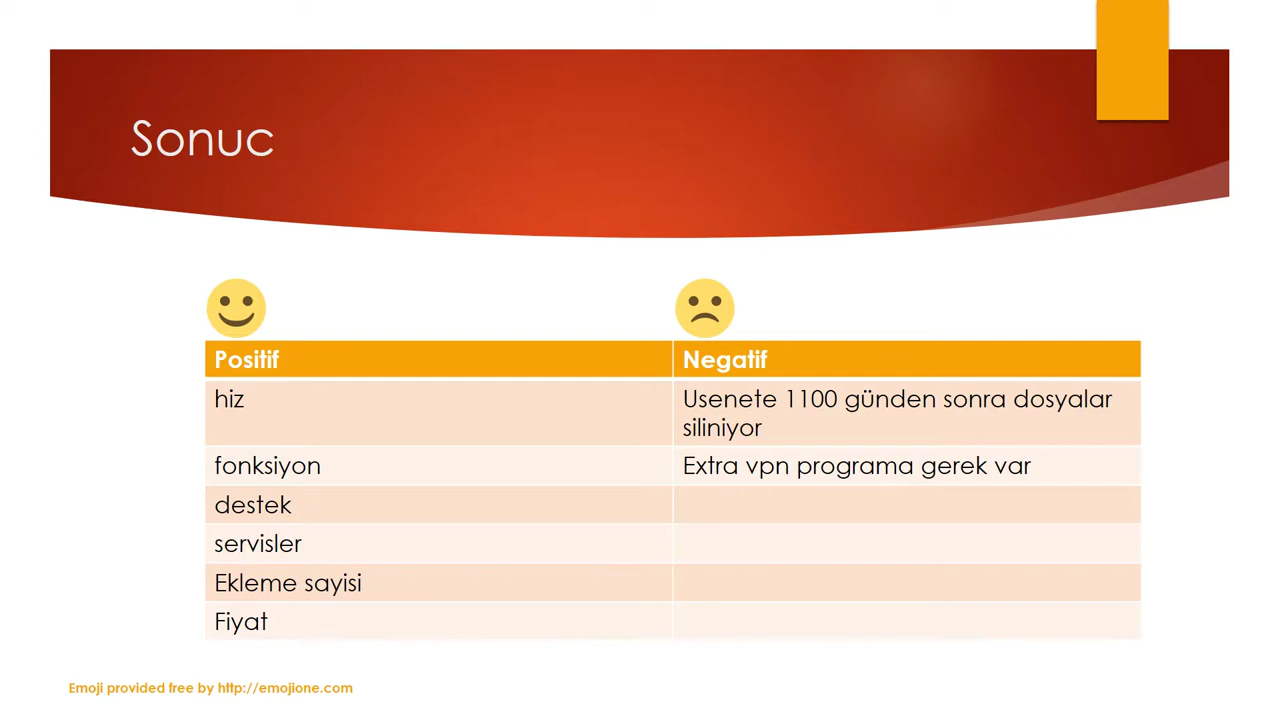 Sonuc
Positif
Negatif
hiz
Usenete 1100 günden sonra dosyalar
siliniyor
fonksiyon
Extra vpn programa gerek var
destek
servisler
Ekleme sayisi
Fiyat
Emoji provided free by http://emojione.com